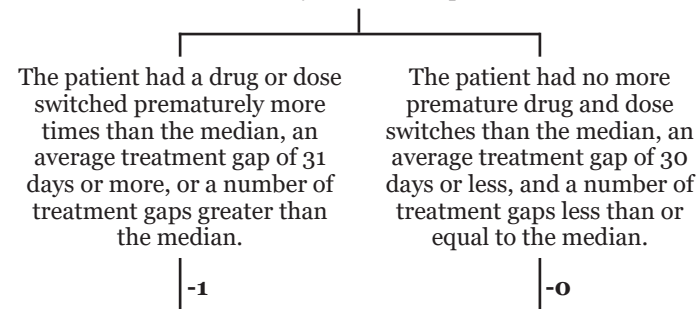 The patient had a drug or dose
switched prematurely more
times than the median, an
average treatment gap of 31
days or more, or a number of
treatment gaps greater than
the median.
-1
The patient had no more
premature drug and dose
switches than the median, an
average treatment gap of 30
days or less, and a number of
treatment gaps less than or
equal to the median.
-0